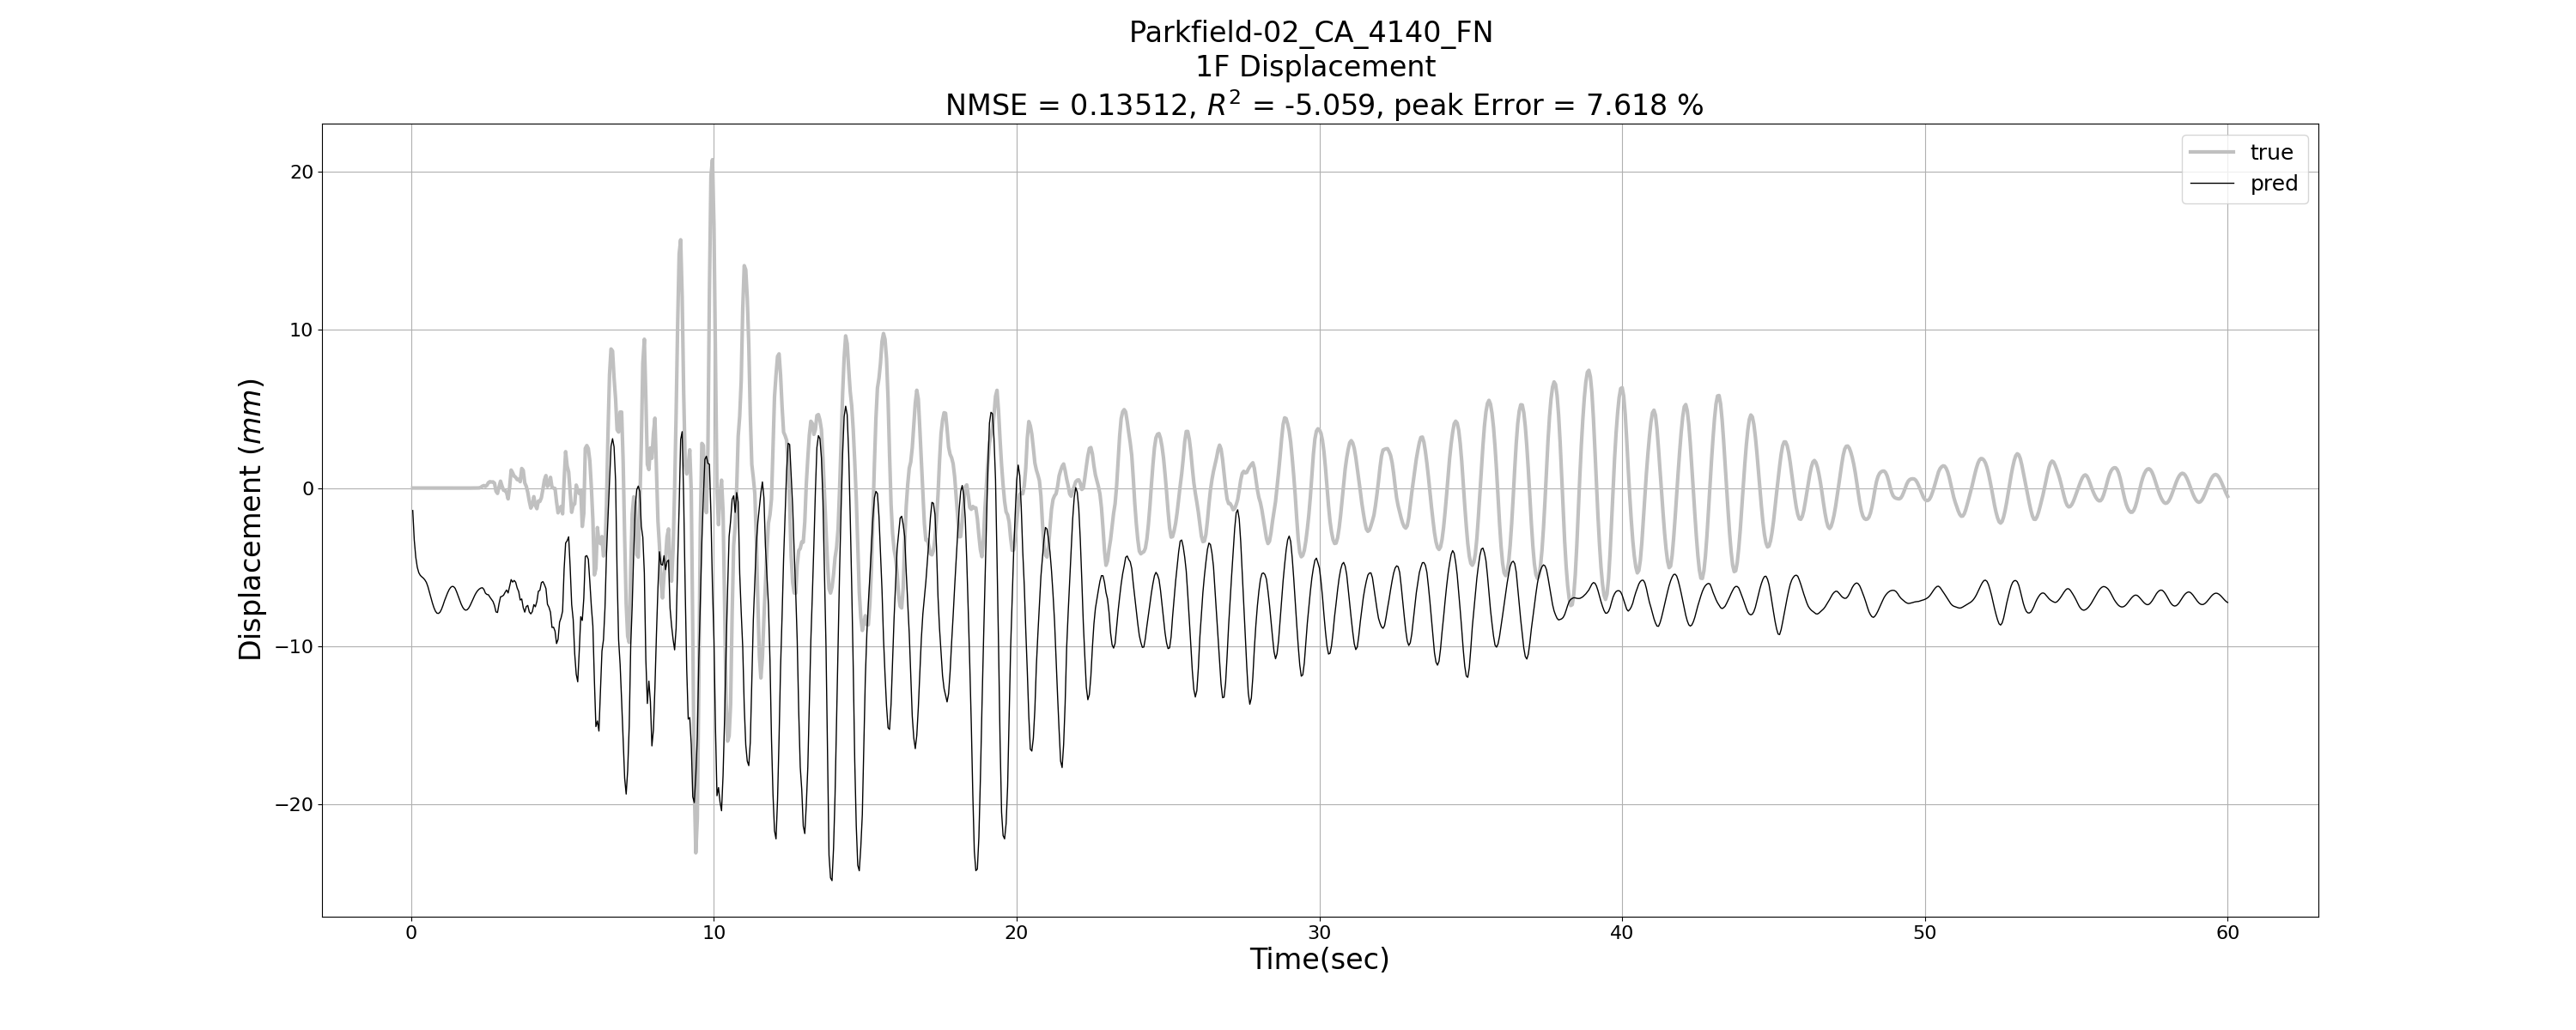 Parkfield-02_CA_4140_FN
1F Displacement
NMSE = 0.13512, R² = -5.059, peak Error = 7.618 %
true
pred
20
10
0
−10
−20
Displacement (mm)
0 10 20 30 40 50 60
Time(sec)